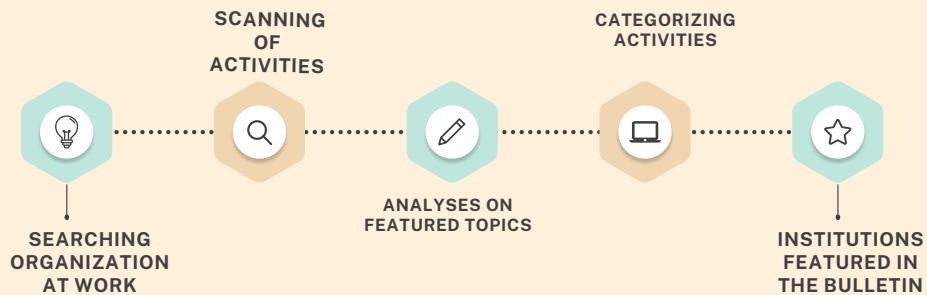 SCANNING
OF
ACTIVITIES
CATEGORIZING
ACTIVITIES
ANALYSES ON
FEATURED TOPICS
SEARCHING
ORGANIZATION
AT WORK
INSTITUTIONS
FEATURED IN
THE BULLETIN